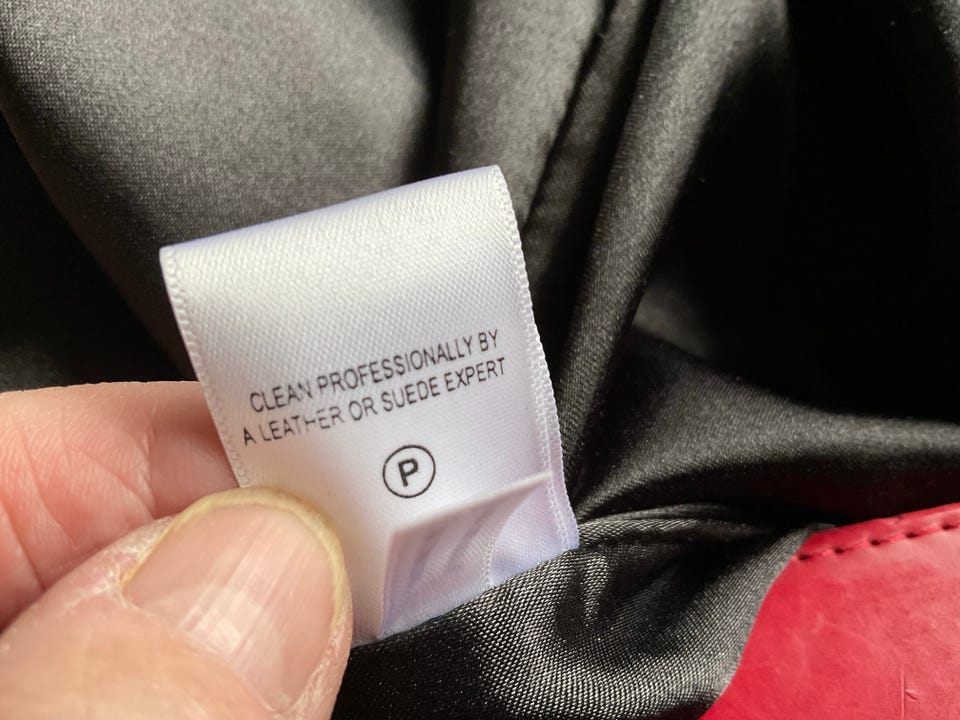 CLEAN PROFESSIONALLY BY
A LEATHER OR SUEDE EXPERT
P